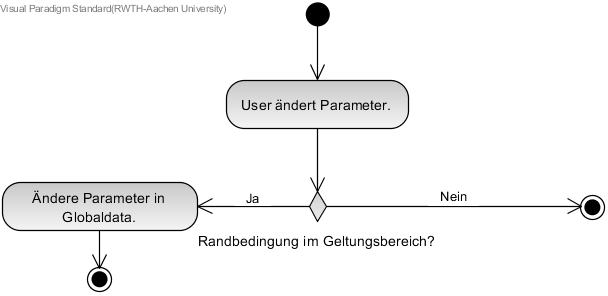 Visual Paradigm Standard(RWTH-Aachen University)
User ändert Parameter.
Ändere Parameter in
Globaldata.
Ja
Nein
Randbedingung im Geltungsbereich?